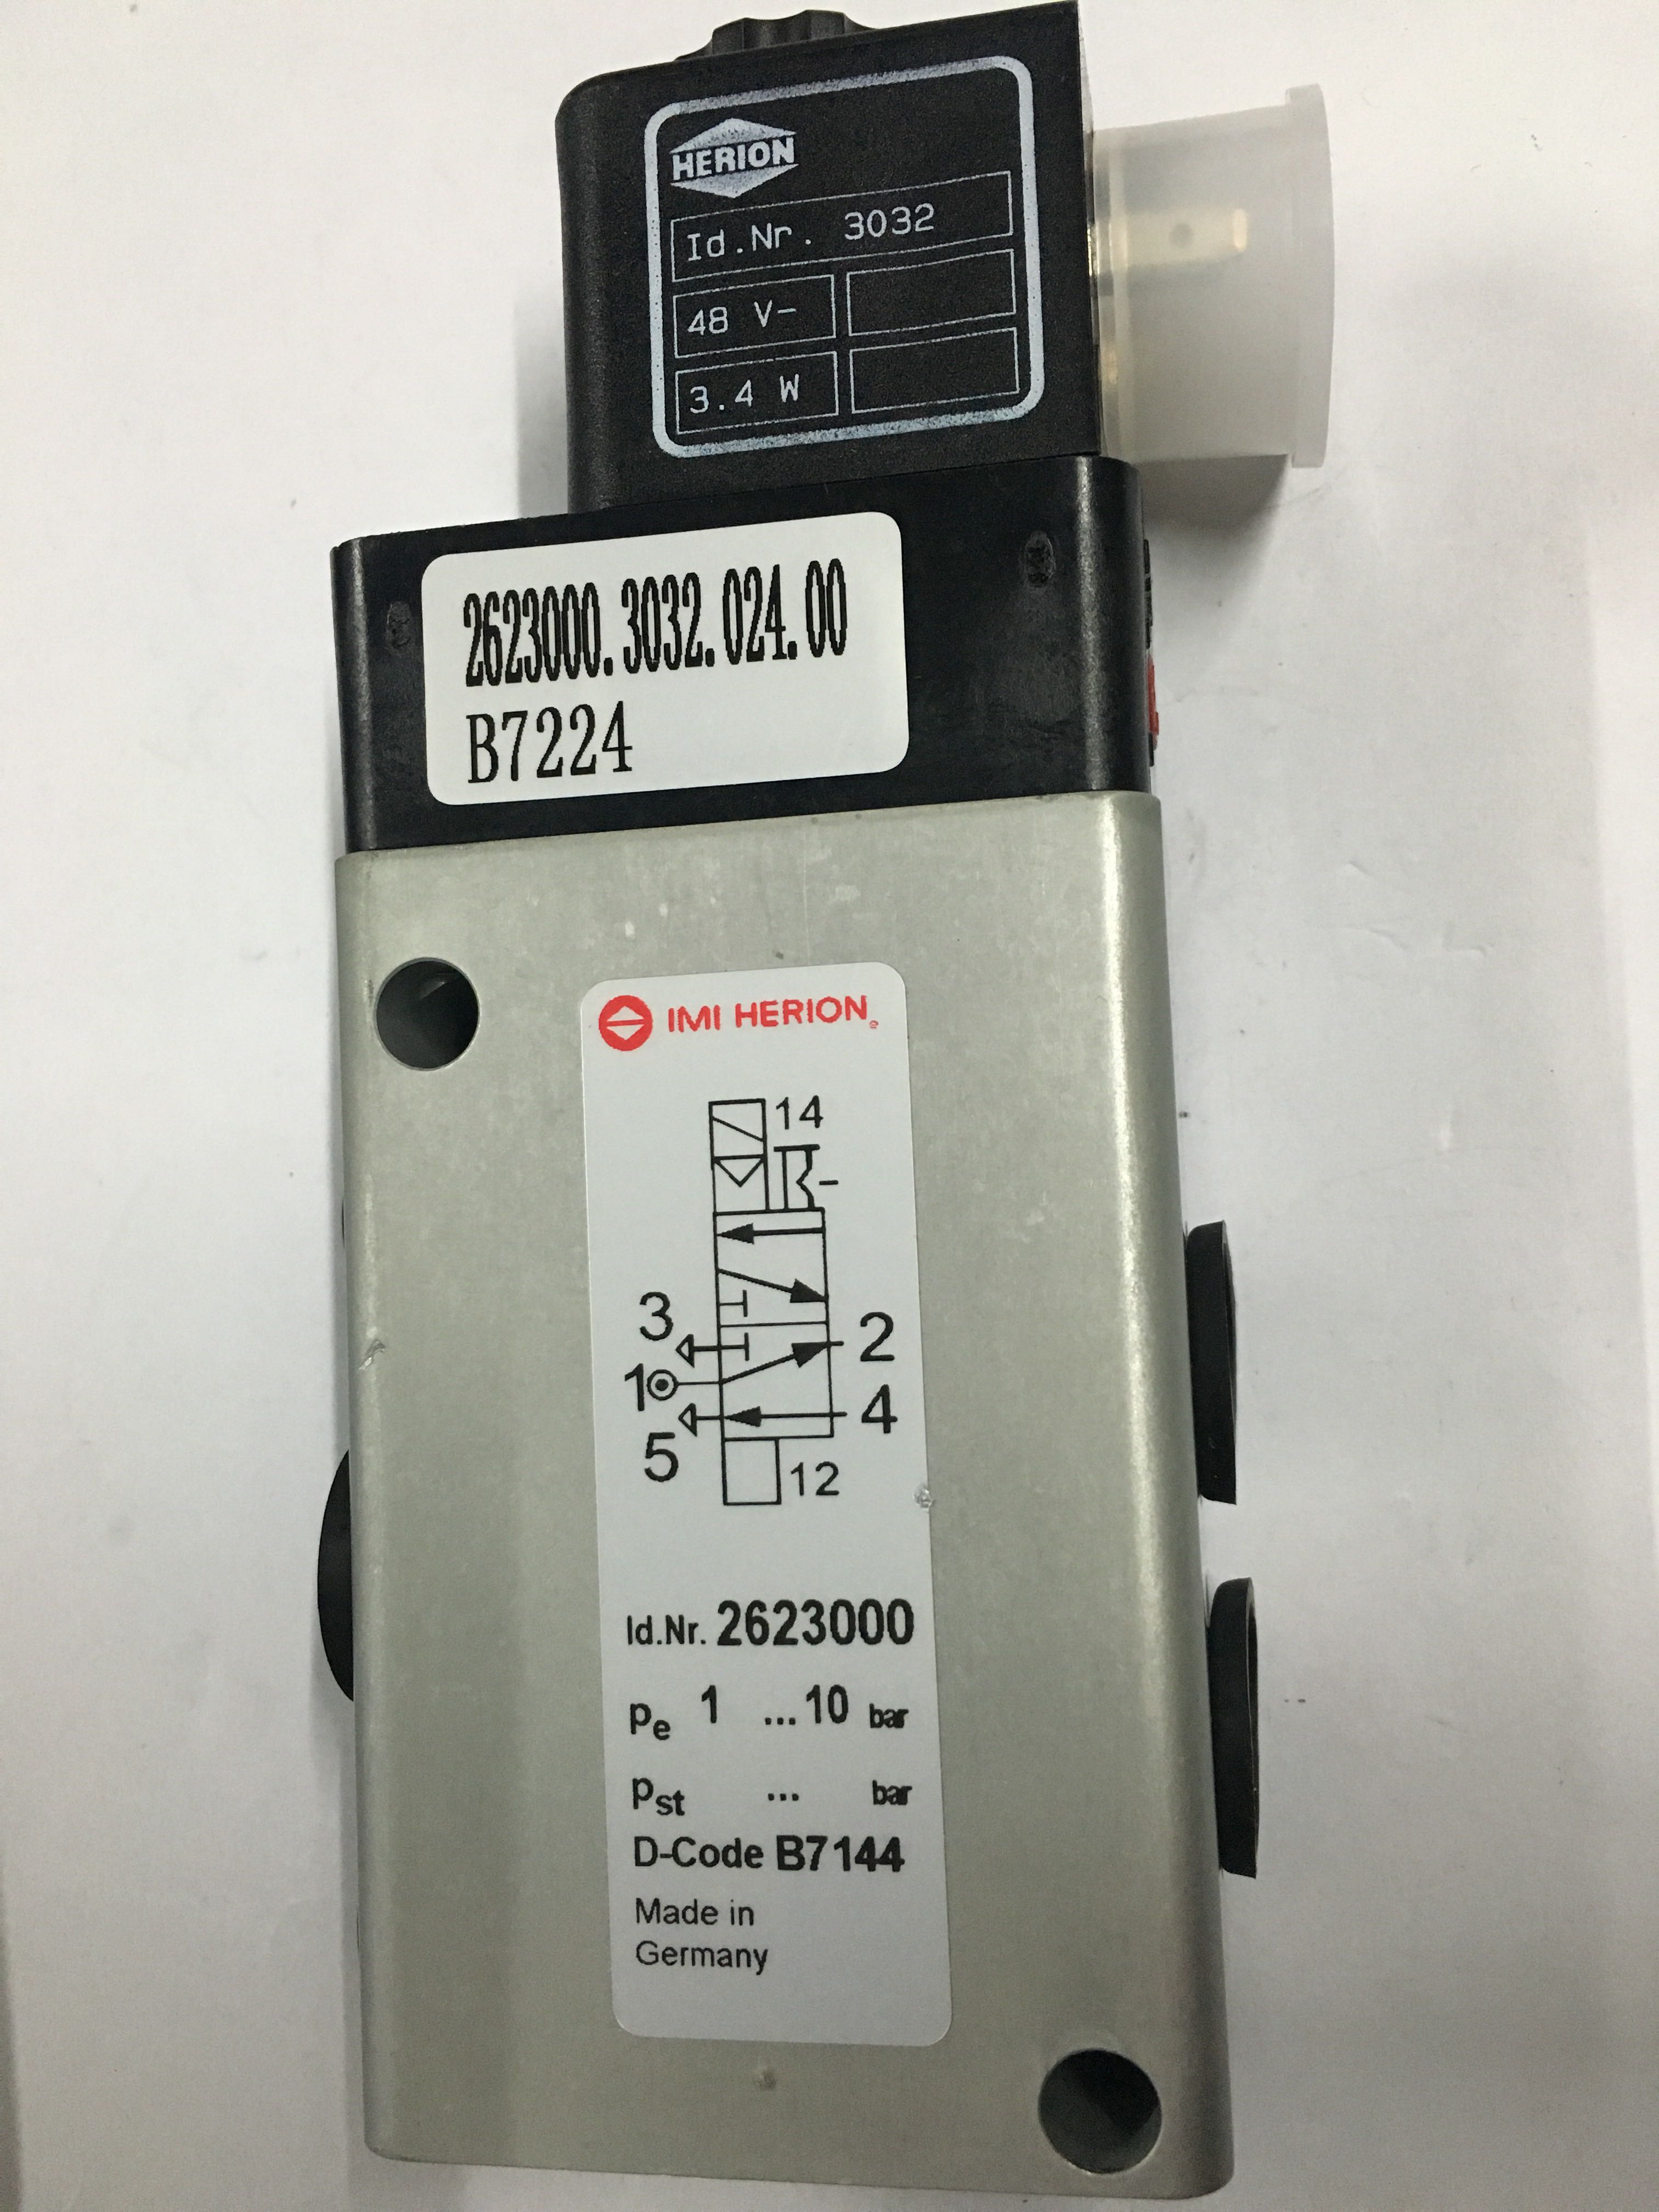 HERION
Id.Nr. 3032
48 V-
3.4 W
2623000.3032.024.00
B7224
IMI HERION
14
3
2
1
4
5
12
Id.Nr. 2623000
pe 1 ...10 bar
pst ... bar
D-Code B7144
Made in
Germany